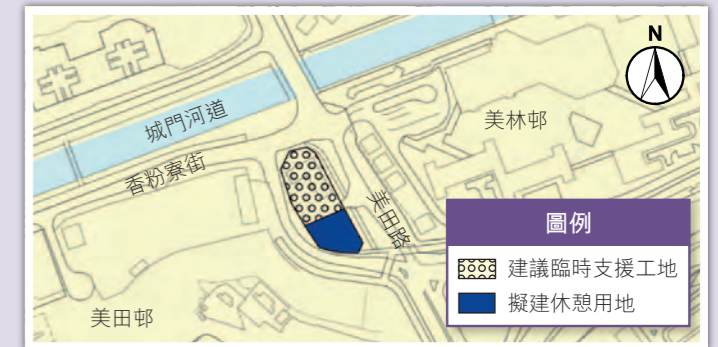 N
城門河道
美林邨
香粉寮街
美田路
美田邨
圖例
建議臨時支援工地
擬建休憩用地